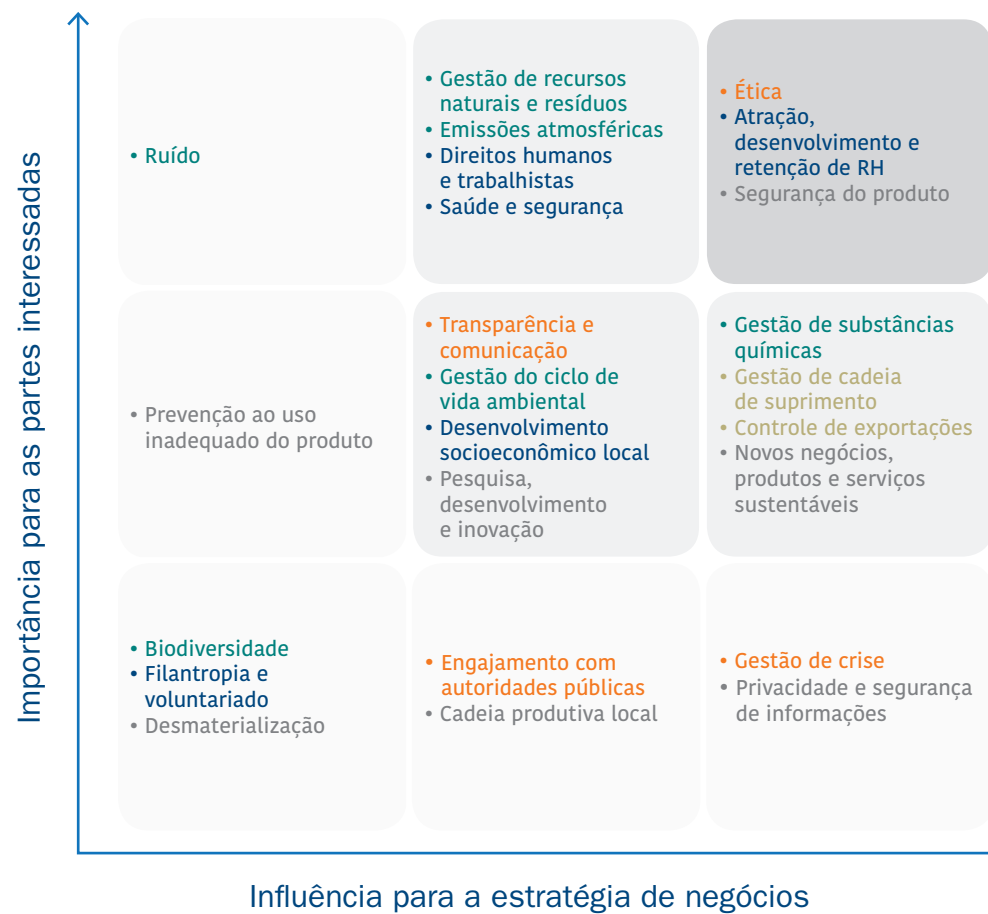 Importância para as partes interessadas
• Ruído
• Gestão de recursos
naturais e resíduos
• Emissões atmosféricas
• Direitos humanos
e trabalhistas
• Saúde e segurança
• Ética
• Atração,
desenvolvimento e
retenção de RH
• Segurança do produto
• Prevenção ao uso
inadequado do produto
• Transparência e
comunicação
• Gestão do ciclo de
vida ambiental
• Desenvolvimento
socioeconômico local
• Pesquisa,
desenvolvimento
e inovação
• Gestão de substâncias
químicas
• Gestão de cadeia
de suprimento
• Controle de exportações
• Novos negócios,
produtos e serviços
sustentáveis
• Biodiversidade
• Filantropia e
voluntariado
• Desmaterialização
• Engajamento com
autoridades públicas
• Cadeia produtiva local
• Gestão de crise
• Privacidade e segurança
de informações
Influência para a estratégia de negócios